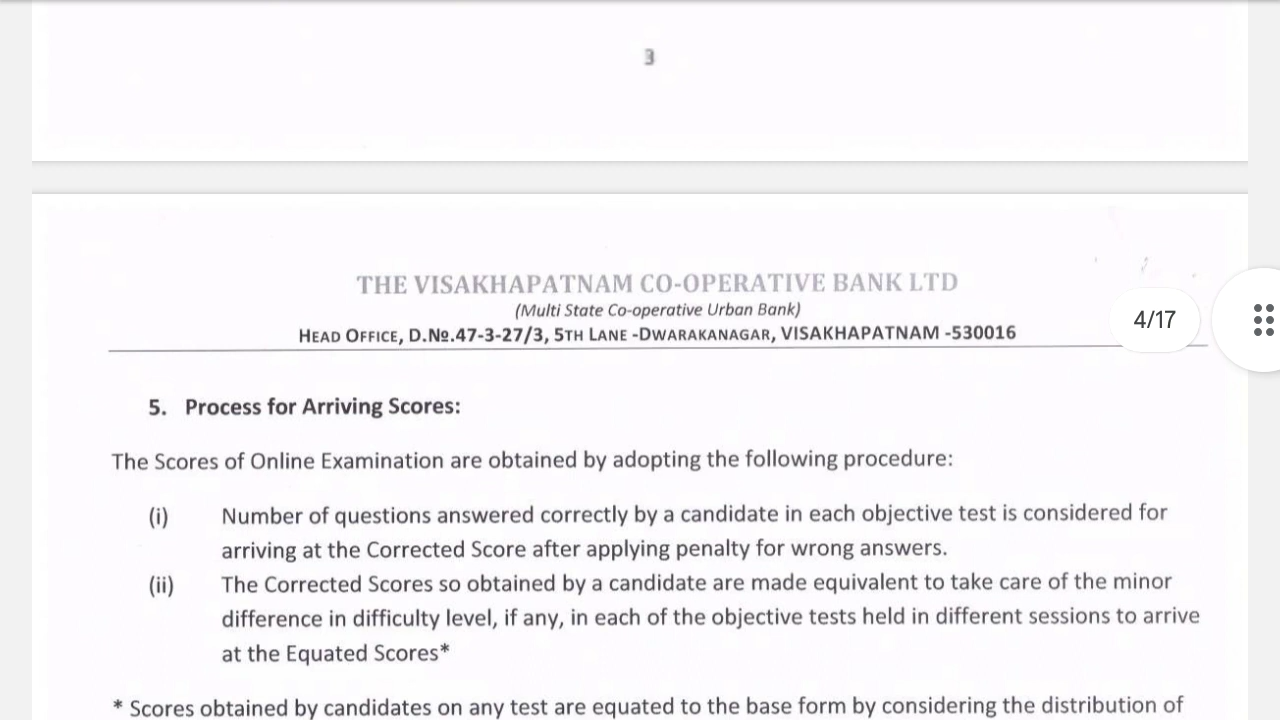 3
THE VISAKHAPATNAM CO-OPERATIVE BANK LTD
(Multi State Co-operative Urban Bank)
HEAD OFFICE, D.№.47-3-27/3, 5TH LANE -DWARAKANAGAR, VISAKHAPATNAM -530016
4/17
5. Process for Arriving Scores:
The Scores of Online Examination are obtained by adopting the following procedure:
(i) Number of questions answered correctly by a candidate in each objective test is considered for
arriving at the Corrected Score after applying penalty for wrong answers.
(ii) The Corrected Scores so obtained by a candidate are made equivalent to take care of the minor
difference in difficulty level, if any, in each of the objective tests held in different sessions to arrive
at the Equated Scores*
* Scores obtained by candidates on any test are equated to the base form by considering the distribution of